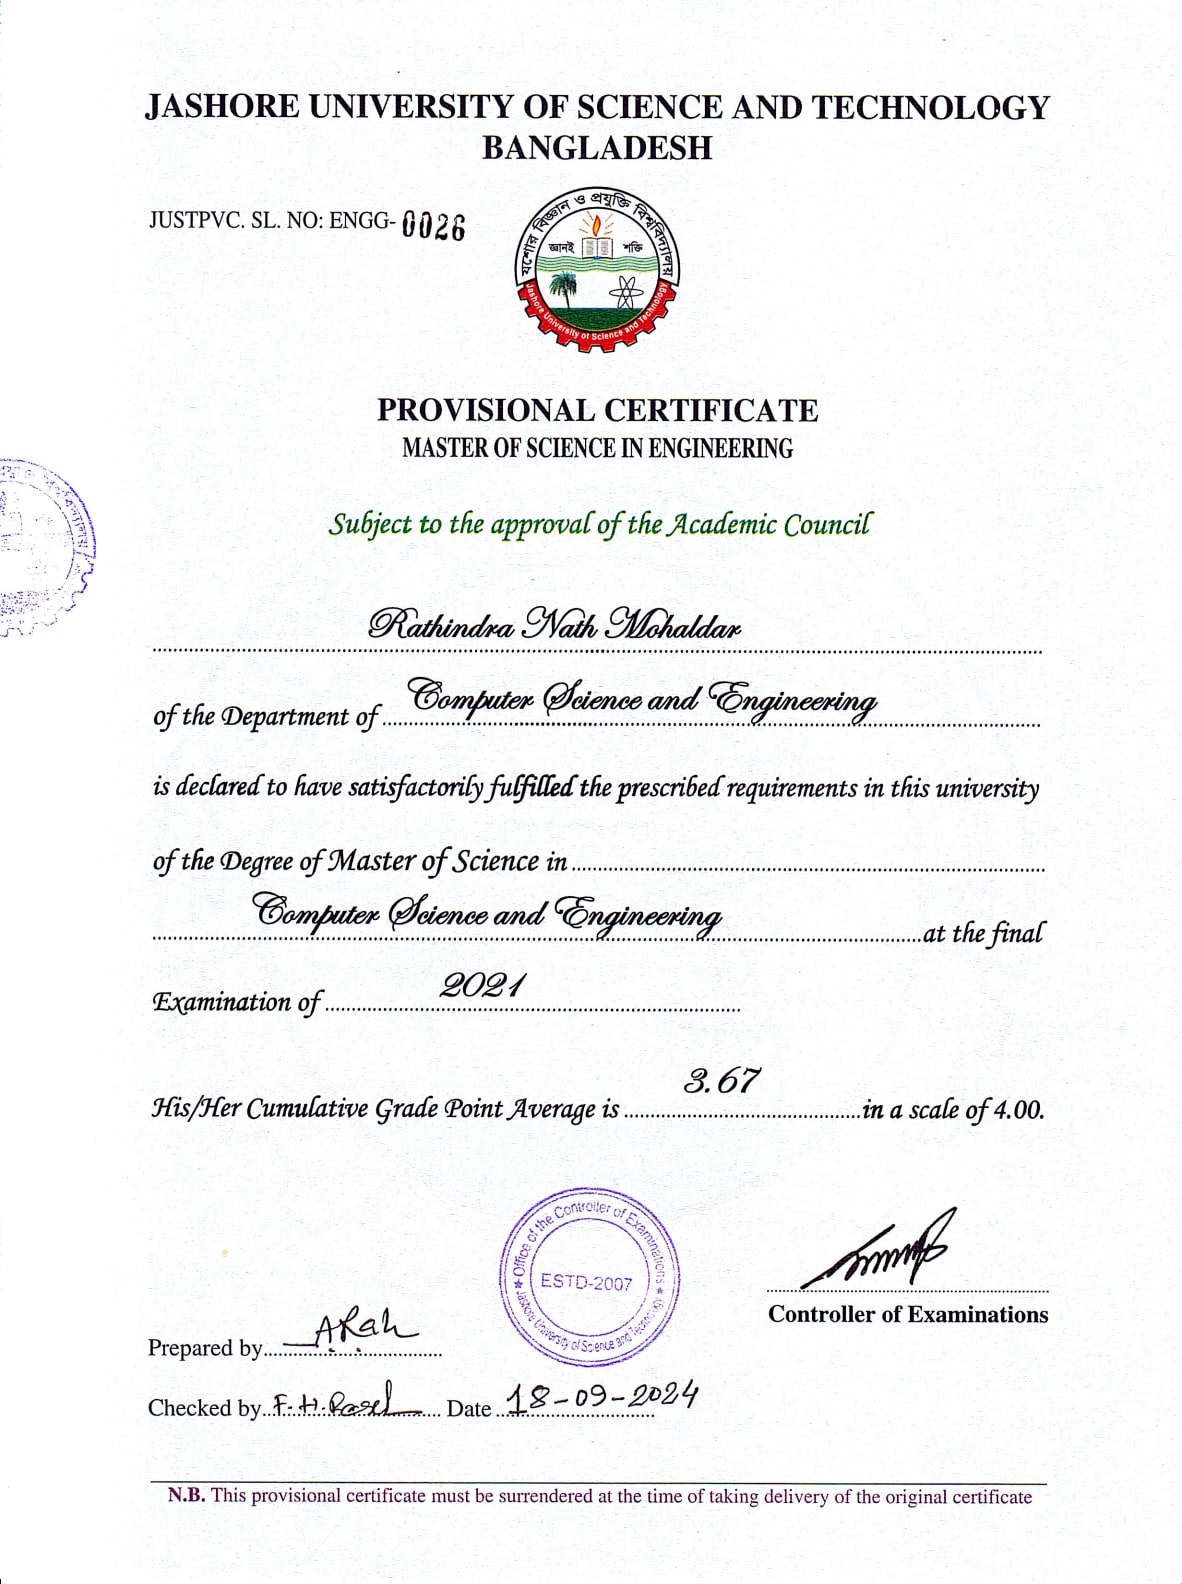 JASHORE UNIVERSITY OF SCIENCE AND TECHNOLOGY
BANGLADESH
JUSTPVC. SL. NO: ENGG-0026
যশোর বিজ্ঞান ও প্রযুক্তি বিশ্ববিদ্যালয়
জ্ঞানই শক্তি
Jashore University of Science and Technology
PROVISIONAL CERTIFICATE
MASTER OF SCIENCE IN ENGINEERING
Subject to the approval of the Academic Council
Rathindra Nath Mohaldar
of the Department of Computer Science and Engineering
is declared to have satisfactorily fulfilled the prescribed requirements in this university
of the Degree of Master of Science in
Computer Science and Engineering at the final
Examination of 2021
His/Her Cumulative Grade Point Average is 3.67 in a scale of 4.00.
Office of the Controller of Examinations
ESTD-2007
Jashore University of Science and Technology
Controller of Examinations
Prepared by
Checked by F.H.Rasel Date 18-09-2024
N.B. This provisional certificate must be surrendered at the time of taking delivery of the original certificate